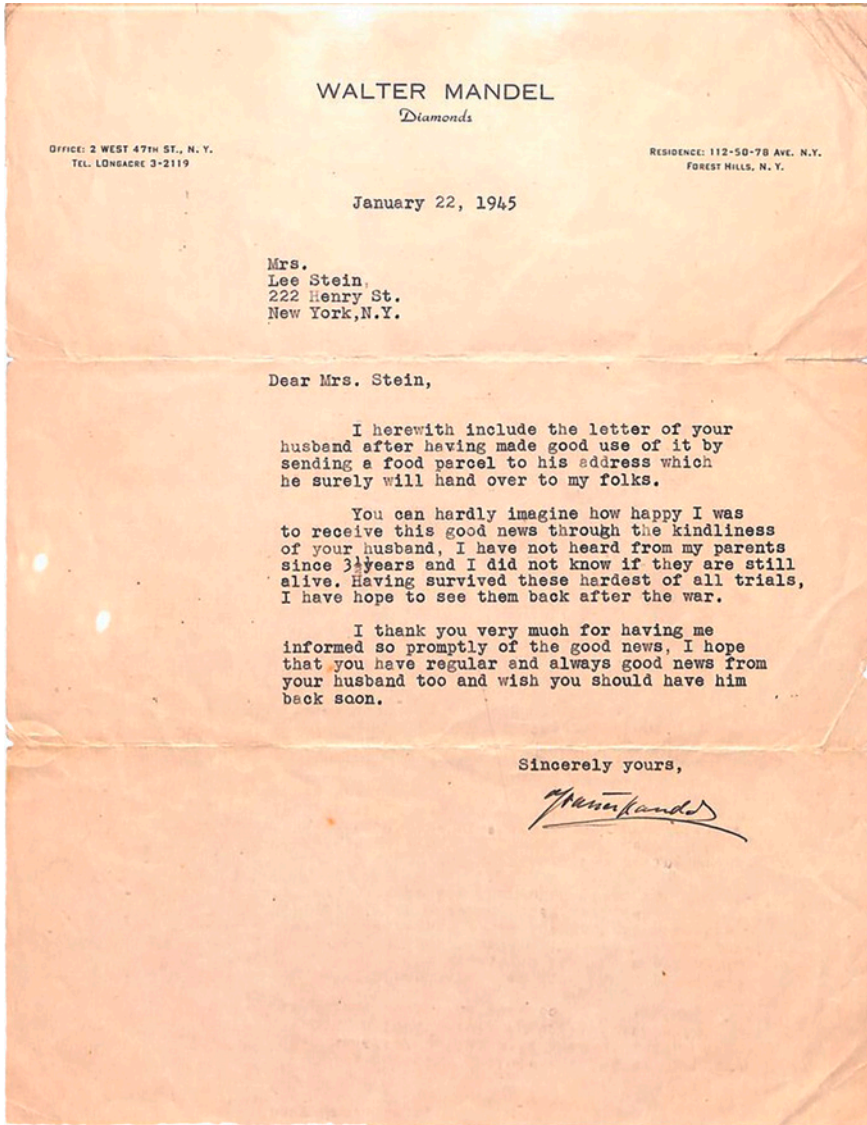 WALTER MANDEL
Diamonds
OFFICE: 2 WEST 47TH ST., N. Y.
TEL. LONGACRE 3-2119
RESIDENCE: 112-50-78 AVE. N.Y.
FOREST HILLS, N. Y.
January 22, 1945
Mrs.
Lee Stein,
222 Henry St.
New York,N.Y.
Dear Mrs. Stein,
I herewith include the letter of your
husband after having made good use of it by
sending a food parcel to his address which
he surely will hand over to my folks.
You can hardly imagine how happy I was
to receive this good news through the kindliness
of your husband, I have not heard from my parents
since 3½years and I did not know if they are still
alive. Having survived these hardest of all trials,
I have hope to see them back after the war.
I thank you very much for having me
informed so promptly of the good news, I hope
that you have regular and always good news from
your husband too and wish you should have him
back soon.
Sincerely yours,
Walter Mandel